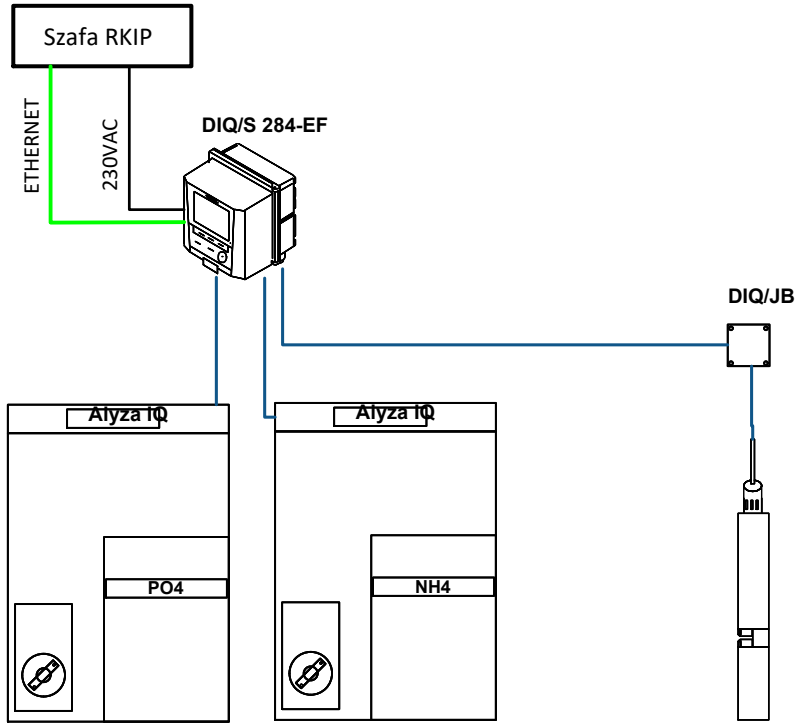 Szafa RKIP
ETHERNET
230VAC
DIQ/S 284-EF
DIQ/JB
Alyza IQ
Alyza IQ
PO4
NH4